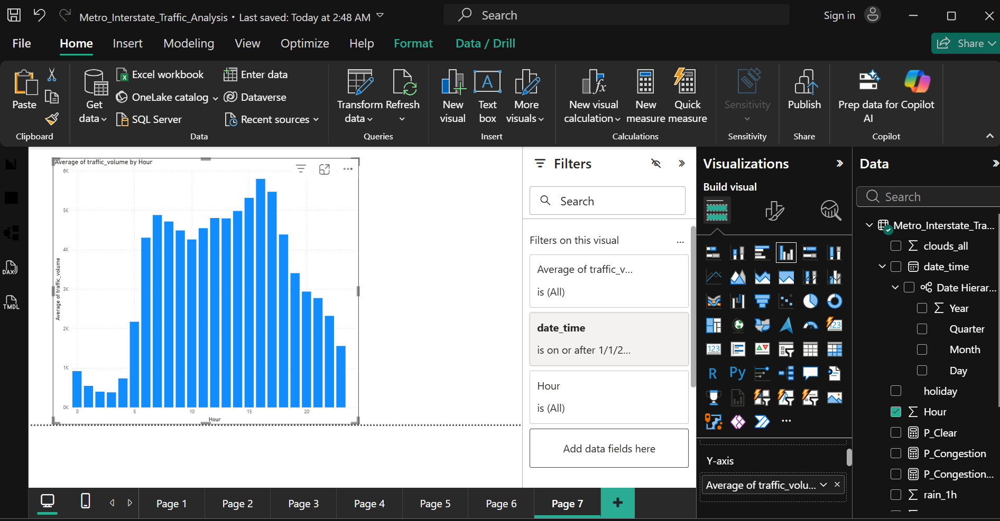 Metro_Interstate_Traffic_Analysis • Last saved: Today at 2:48 AM
Search
Sign in
File
Home
Insert
Modeling
View
Optimize
Help
Format
Data / Drill
Share
Paste
Clipboard
Get data
Excel workbook
OneLake catalog
SQL Server
Enter data
Dataverse
Recent sources
Data
Transform data
Refresh
Queries
New visual
A
Text box
More visuals
Insert
fx
New visual calculation
New measure
Quick measure
Calculations
Sensitivity
Sensitivity
Publish
Share
Prep data for AI
Copilot
Copilot
DAX
TMDL
Average of traffic_volume by Hour
Average of traffic_volume
6K
5K
4K
3K
2K
1K
0K
0
5
10
15
20
Hour
Filters
Search
Filters on this visual
...
Average of traffic_v...
is (All)
date_time
is on or after 1/1/2...
Hour
is (All)
Add data fields here
Visualizations
Build visual
123
123
R
Py
...
Y-axis
Average of traffic_volu...
Data
Search
Metro_Interstate_Tra...
clouds_all
date_time
Date Hierar...
Year
Quarter
Month
Day
holiday
Hour
P_Clear
P_Congestion
P_Congestion...
rain_1h
Page 1
Page 2
Page 3
Page 4
Page 5
Page 6
Page 7
+